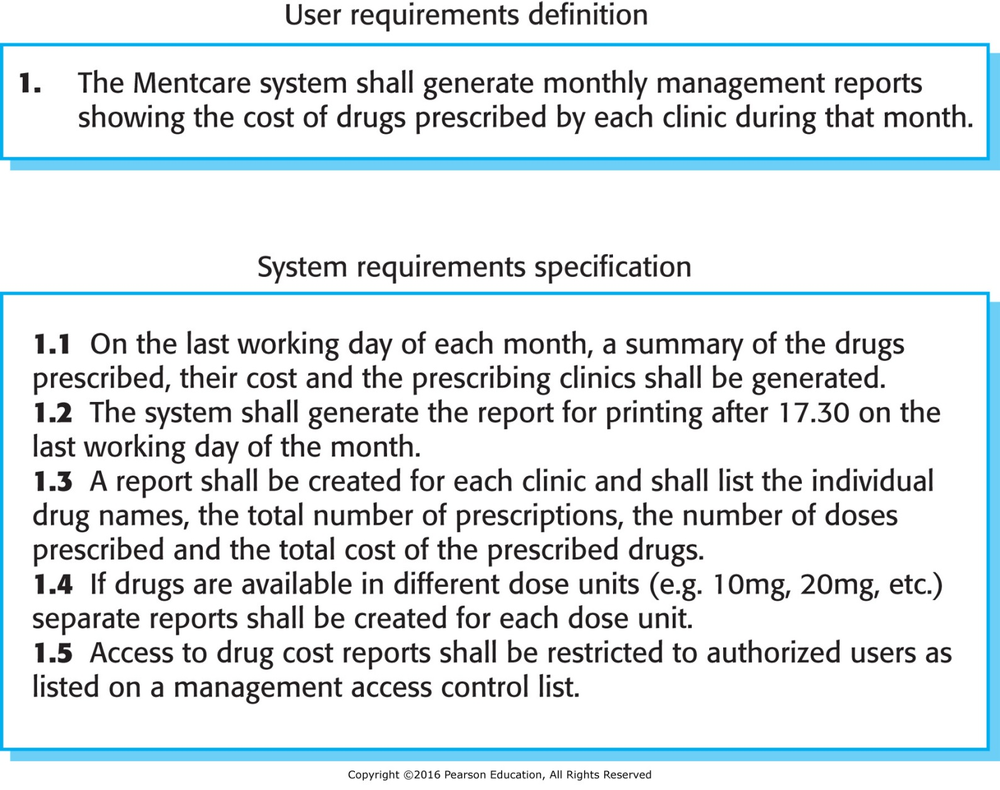 User requirements definition
1. The Mentcare system shall generate monthly management reports
showing the cost of drugs prescribed by each clinic during that month.
System requirements specification
1.1 On the last working day of each month, a summary of the drugs
prescribed, their cost and the prescribing clinics shall be generated.
1.2 The system shall generate the report for printing after 17.30 on the
last working day of the month.
1.3 A report shall be created for each clinic and shall list the individual
drug names, the total number of prescriptions, the number of doses
prescribed and the total cost of the prescribed drugs.
1.4 If drugs are available in different dose units (e.g. 10mg, 20mg, etc.)
separate reports shall be created for each dose unit.
1.5 Access to drug cost reports shall be restricted to authorized users as
listed on a management access control list.
Copyright ©2016 Pearson Education, All Rights Reserved